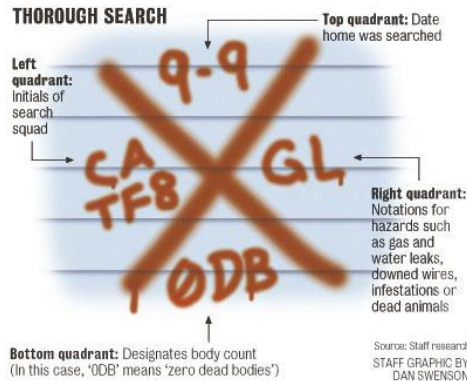 THOROUGH SEARCH
Top quadrant: Date
home was searched
9-9
Left
quadrant:
Initials of
search
squad
CA
TF8
GL
Right quadrant:
Notations for
hazards such
as gas and
water leaks,
downed wires,
infestations or
dead animals
0DB
Bottom quadrant: Designates body count
(In this case, '0DB' means 'zero dead bodies')
Source: Staff research
STAFF GRAPHIC BY
DAN SWENSON